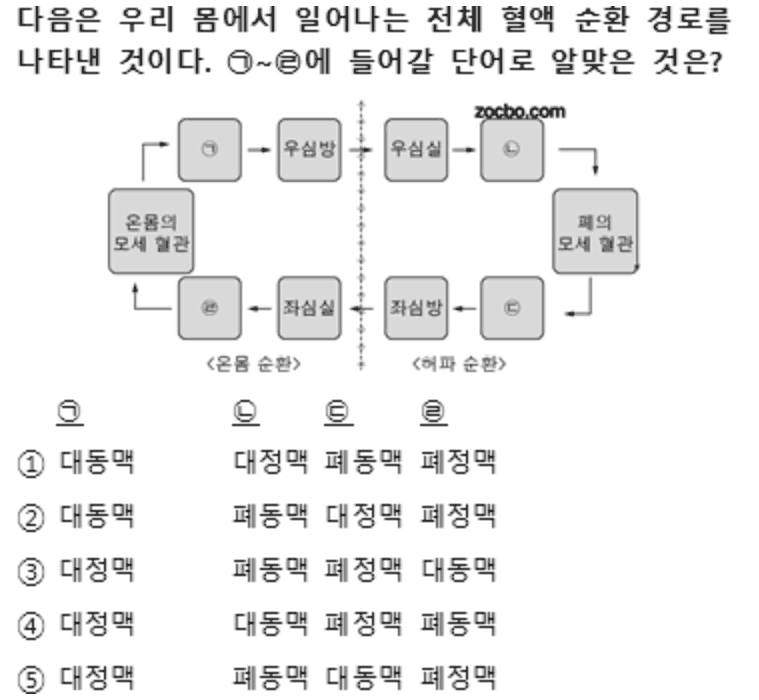 다음은 우리 몸에서 일어나는 전체 혈액 순환 경로를
나타낸 것이다. ㉠~㉣에 들어갈 단어로 알맞은 것은?
zocbo.com
㉠ 우심방 우심실 ㉡
온몸의
모세 혈관
폐의
모세 혈관
㉣ 좌심실 좌심방 ㉢
<온몸 순환> <허파 순환>
㉠ ㉡ ㉢ ㉣
① 대동맥 대정맥 폐동맥 폐정맥
② 대동맥 폐동맥 대정맥 폐정맥
③ 대정맥 폐동맥 폐정맥 대동맥
④ 대정맥 대동맥 폐정맥 폐동맥
⑤ 대정맥 폐동맥 대동맥 폐정맥